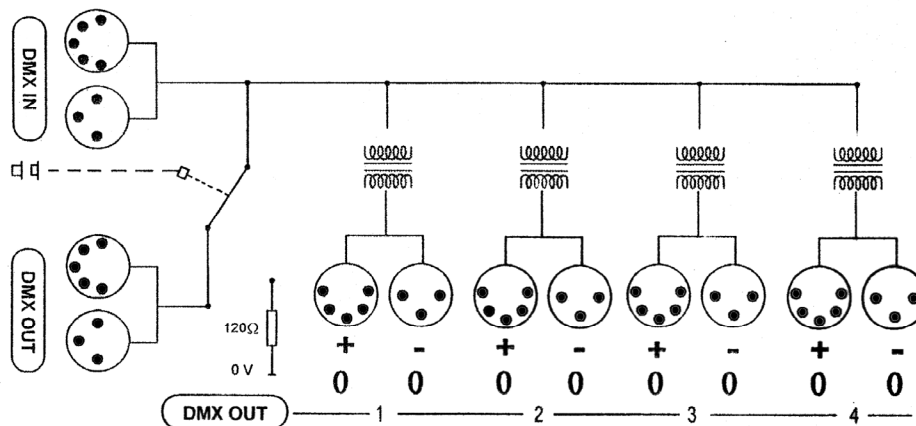 DMX IN
DMX OUT
120Ω
0 V
+ - + - + - + -
0 0 0 0 0 0 0 0
DMX OUT 1 2 3 4